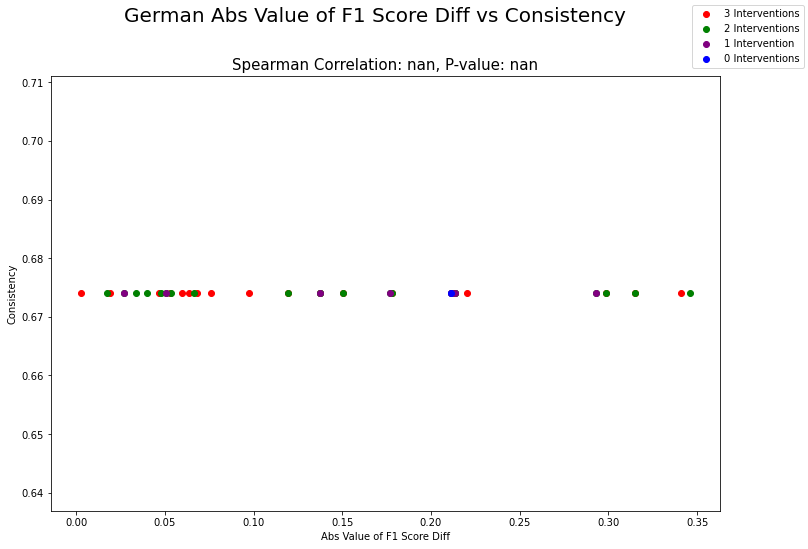 German Abs Value of F1 Score Diff vs Consistency
3 Interventions
2 Interventions
1 Intervention
0 Interventions
Spearman Correlation: nan, P-value: nan
0.71
0.70
0.69
0.68
0.67
0.66
0.65
0.64
Consistency
0.00 0.05 0.10 0.15 0.20 0.25 0.30 0.35
Abs Value of F1 Score Diff